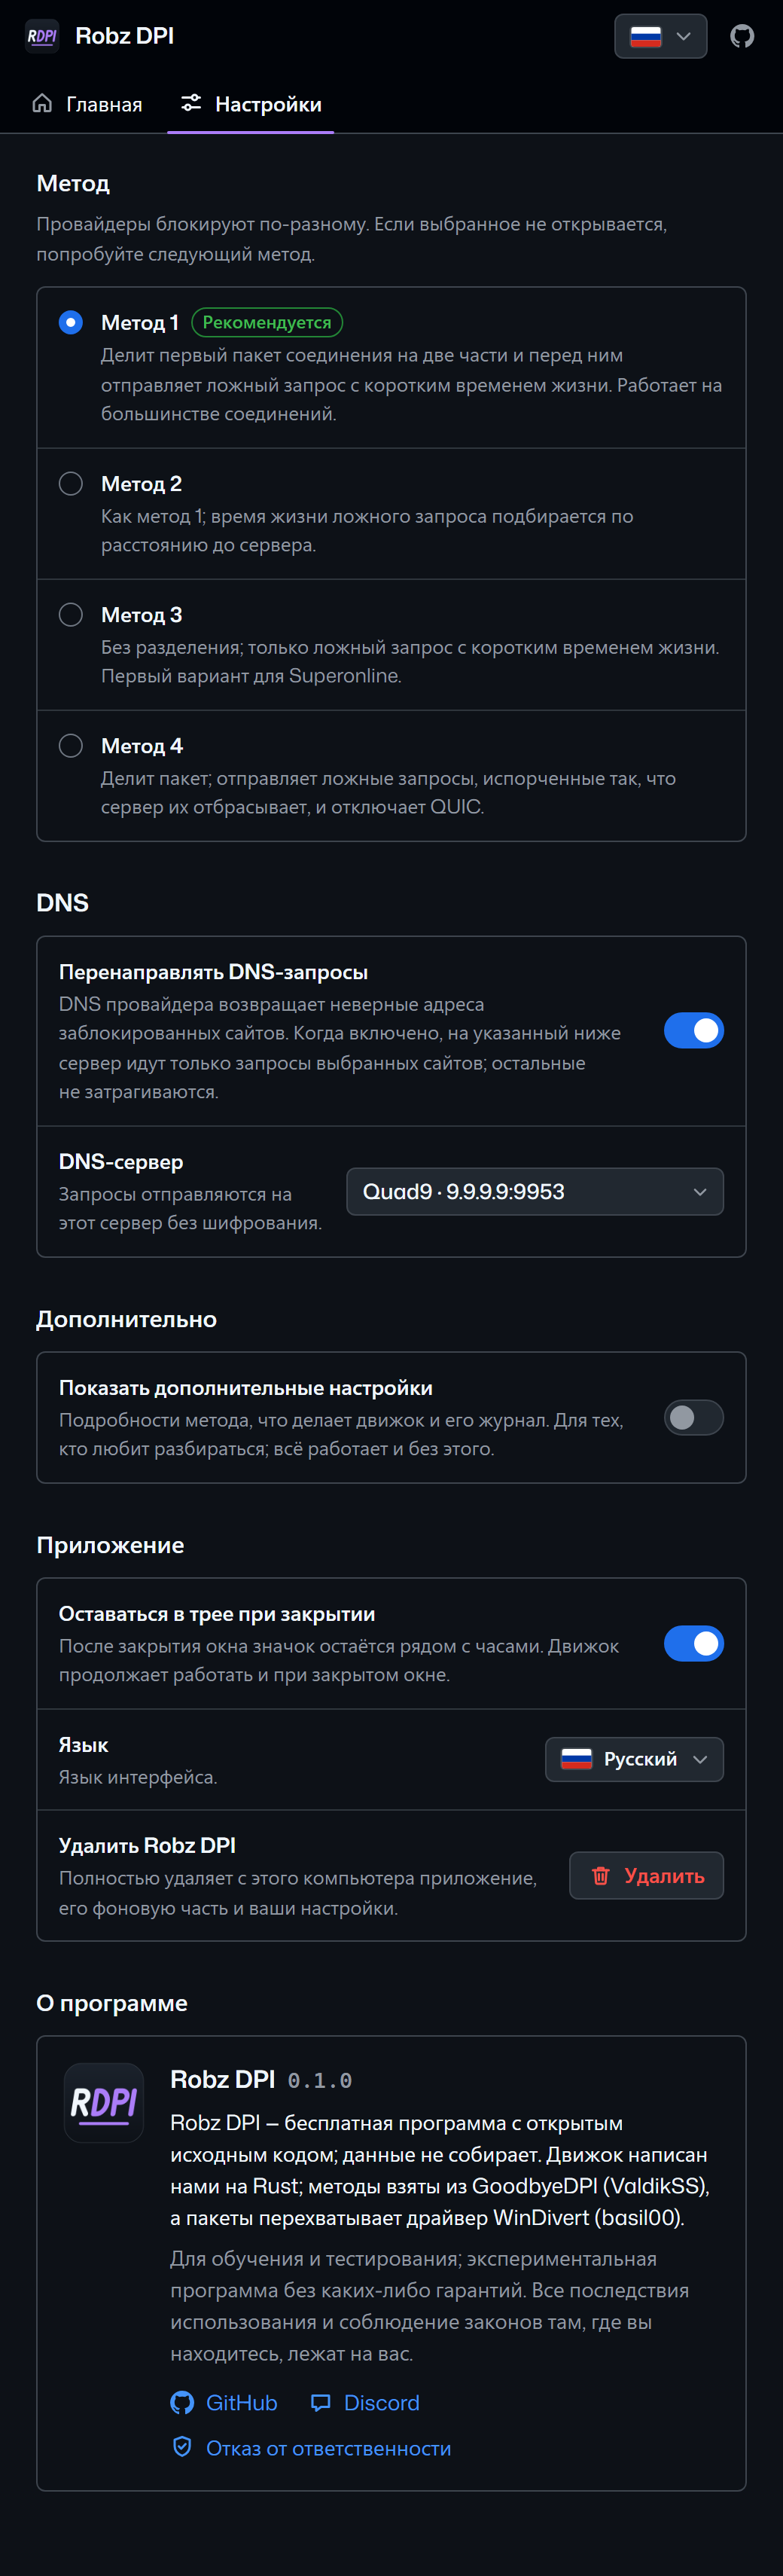 RDPI Robz DPI
Главная Настройки
Метод
Провайдеры блокируют по-разному. Если выбранное не открывается,
попробуйте следующий метод.
Метод 1 Рекомендуется
Делит первый пакет соединения на две части и перед ним
отправляет ложный запрос с коротким временем жизни. Работает на
большинстве соединений.
Метод 2
Как метод 1; время жизни ложного запроса подбирается по
расстоянию до сервера.
Метод 3
Без разделения; только ложный запрос с коротким временем жизни.
Первый вариант для Superonline.
Метод 4
Делит пакет; отправляет ложные запросы, испорченные так, что
сервер их отбрасывает, и отключает QUIC.
DNS
Перенаправлять DNS-запросы
DNS провайдера возвращает неверные адреса
заблокированных сайтов. Когда включено, на указанный ниже
сервер идут только запросы выбранных сайтов; остальные
не затрагиваются.
DNS-сервер
Запросы отправляются на
этот сервер без шифрования.
Quad9 · 9.9.9.9:9953
Дополнительно
Показать дополнительные настройки
Подробности метода, что делает движок и его журнал. Для тех,
кто любит разбираться; всё работает и без этого.
Приложение
Оставаться в трее при закрытии
После закрытия окна значок остаётся рядом с часами. Движок
продолжает работать и при закрытом окне.
Язык
Язык интерфейса.
Русский
Удалить Robz DPI
Полностью удаляет с этого компьютера приложение,
его фоновую часть и ваши настройки.
Удалить
О программе
RDPI
Robz DPI 0.1.0
Robz DPI – бесплатная программа с открытым
исходным кодом; данные не собирает. Движок написан
нами на Rust; методы взяты из GoodbyeDPI (ValdikSS),
а пакеты перехватывает драйвер WinDivert (basil00).
Для обучения и тестирования; экспериментальная
программа без каких-либо гарантий. Все последствия
использования и соблюдение законов там, где вы
находитесь, лежат на вас.
GitHub Discord
Отказ от ответственности